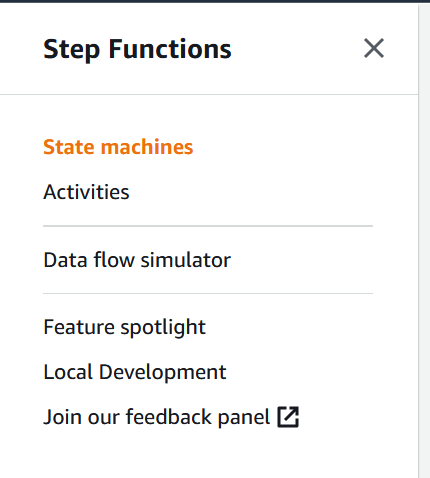 Step Functions
State machines
Activities
Data flow simulator
Feature spotlight
Local Development
Join our feedback panel